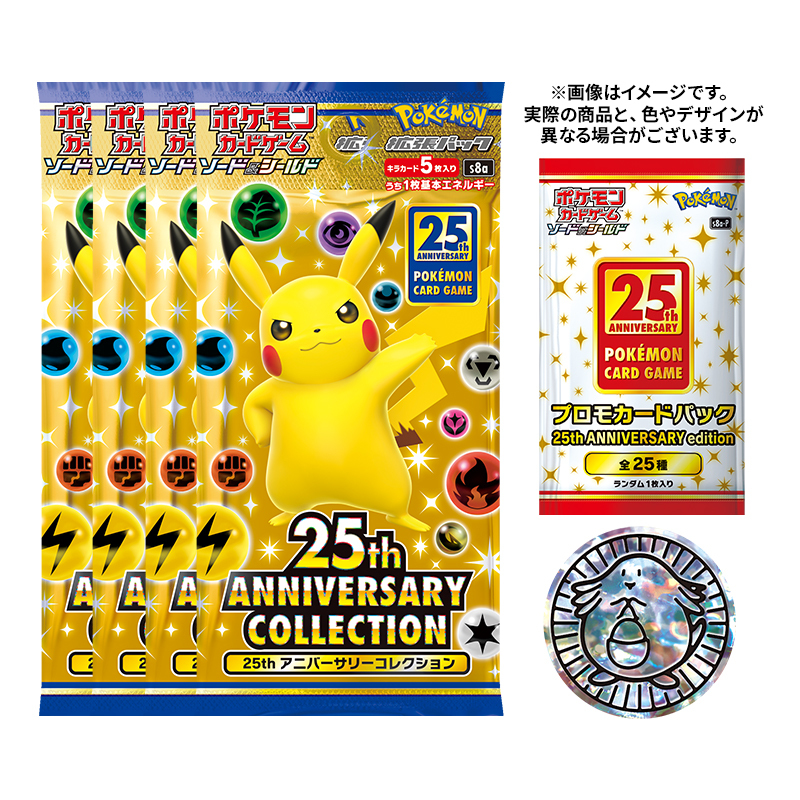 ※画像はイメージです。
実際の商品と、色やデザインが
異なる場合がございます。
ポケモン
カードゲーム
ソード&シールド
Pokémon
拡張パック
キラカード5枚入り
s8a
うち1枚基本エネルギー
25th
ANNIVERSARY
POKÉMON
CARD GAME
25th
ANNIVERSARY
COLLECTION
25th アニバーサリーコレクション
ポケモン
カードゲーム
ソード&シールド
Pokémon
s8a-P
25th
ANNIVERSARY
POKÉMON
CARD GAME
プロモカードパック
25th ANNIVERSARY edition
全25種
ランダム1枚入り